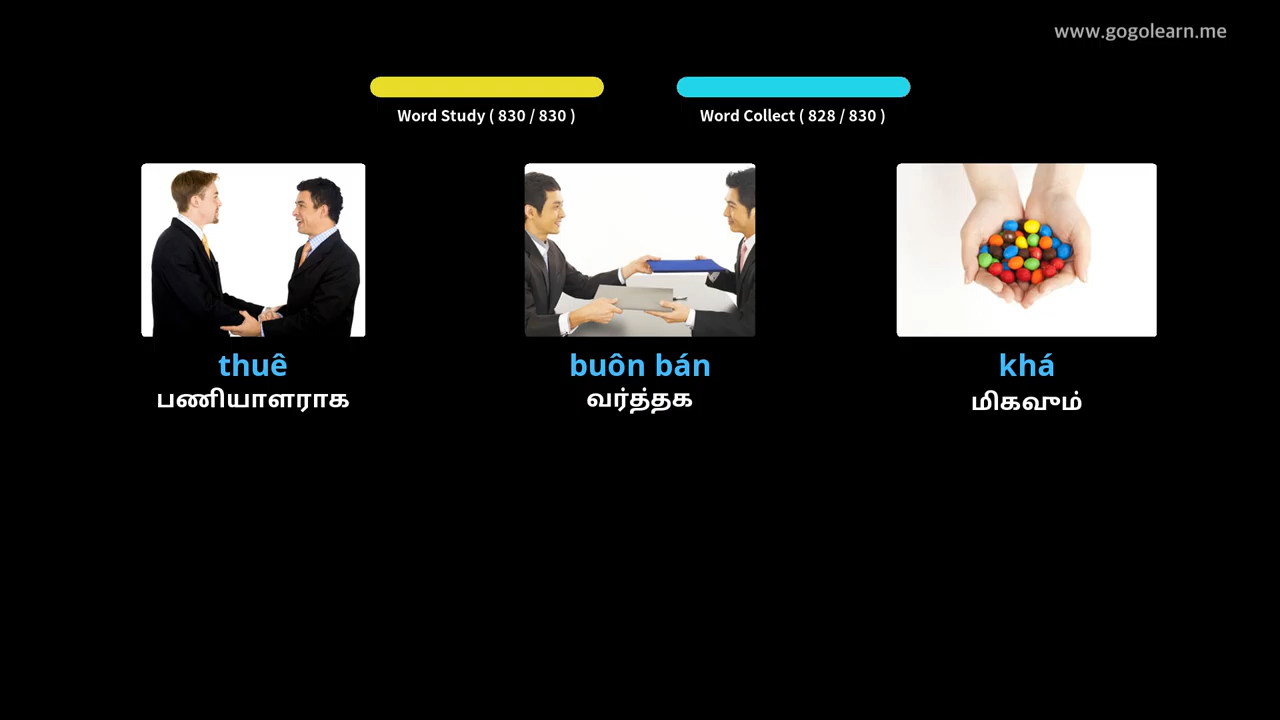 www.gogolearn.me
Word Study ( 830 / 830 )
Word Collect ( 828 / 830 )
thuê
buôn bán
khá
பணியாளராக
வர்த்தக
மிகவும்